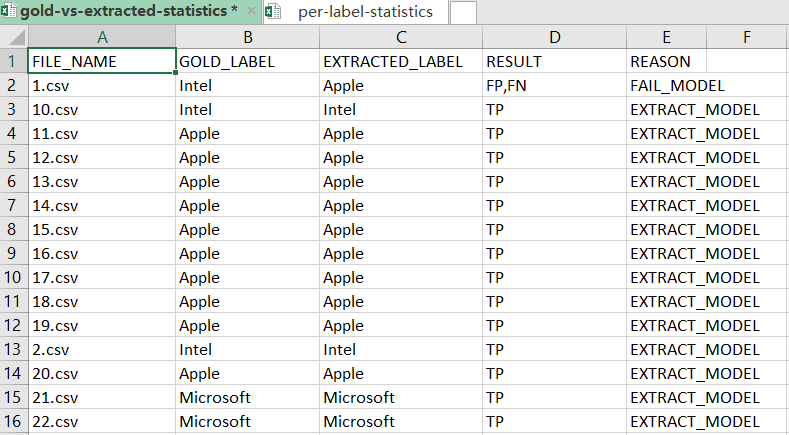 gold-vs-extracted-statistics * × per-label-statistics
A B C D E F
1 FILE_NAME GOLD_LABEL EXTRACTED_LABEL RESULT REASON
2 1.csv Intel Apple FP,FN FAIL_MODEL
3 10.csv Intel Intel TP EXTRACT_MODEL
4 11.csv Apple Apple TP EXTRACT_MODEL
5 12.csv Apple Apple TP EXTRACT_MODEL
6 13.csv Apple Apple TP EXTRACT_MODEL
7 14.csv Apple Apple TP EXTRACT_MODEL
8 15.csv Apple Apple TP EXTRACT_MODEL
9 16.csv Apple Apple TP EXTRACT_MODEL
10 17.csv Apple Apple TP EXTRACT_MODEL
11 18.csv Apple Apple TP EXTRACT_MODEL
12 19.csv Apple Apple TP EXTRACT_MODEL
13 2.csv Intel Intel TP EXTRACT_MODEL
14 20.csv Apple Apple TP EXTRACT_MODEL
15 21.csv Microsoft Microsoft TP EXTRACT_MODEL
16 22.csv Microsoft Microsoft TP EXTRACT_MODEL